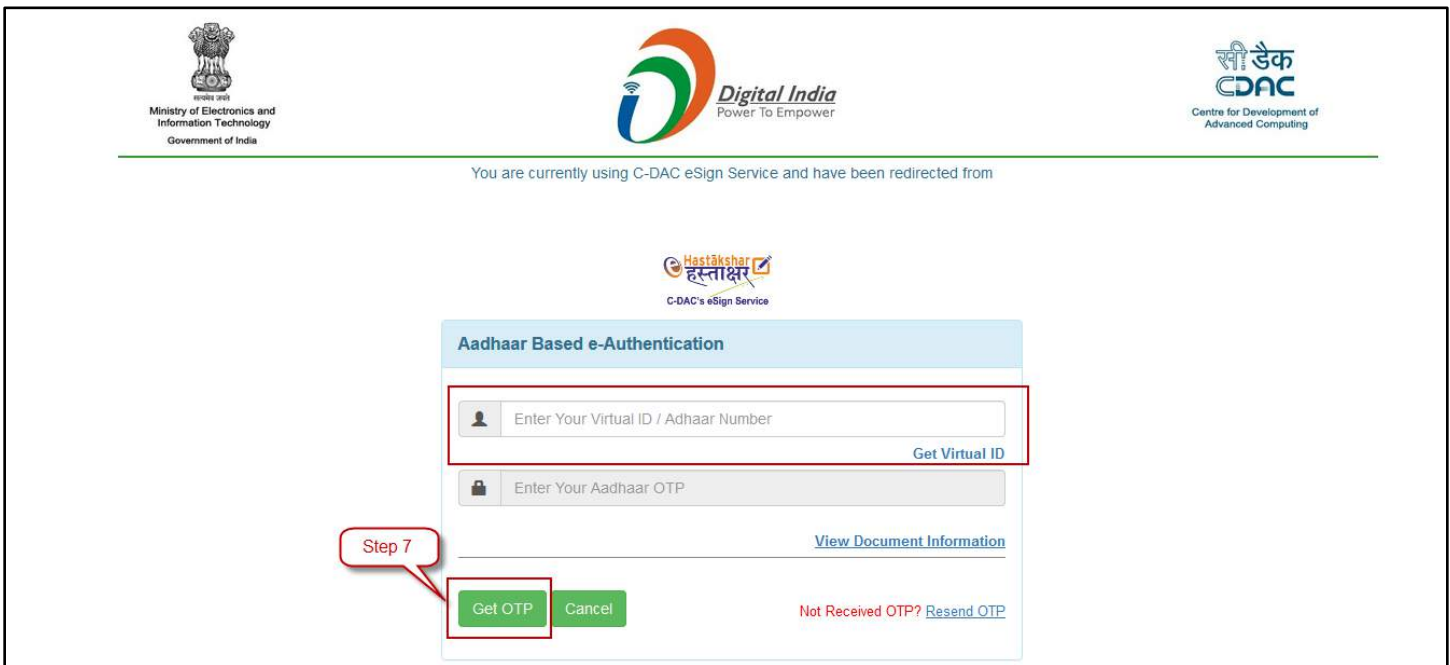 सत्यमेव जयते
Ministry of Electronics and
Information Technology
Government of India
Digital India
Power To Empower
सी डैक
CDAC
Centre for Development of
Advanced Computing
You are currently using C-DAC eSign Service and have been redirected from
e Hastākshar
हस्ताक्षर
C-DAC's eSign Service
Aadhaar Based e-Authentication
Enter Your Virtual ID / Adhaar Number
Get Virtual ID
Enter Your Aadhaar OTP
View Document Information
Step 7
Get OTP Cancel Not Received OTP? Resend OTP